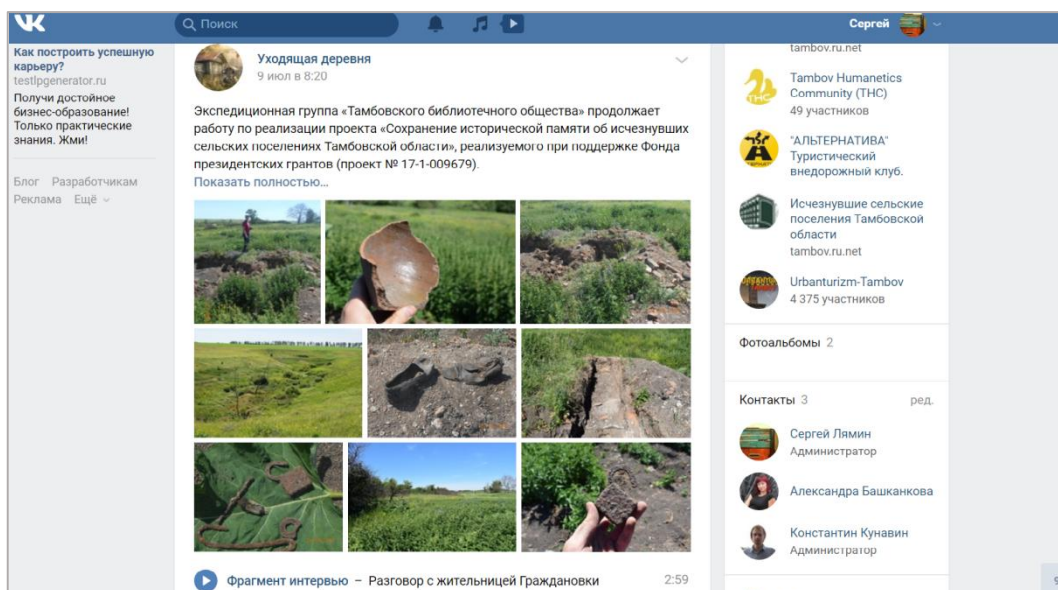 Поиск
Сергей
Как построить успешную
карьеру?
testlpgenerator.ru
Получи достойное
бизнес-образование!
Только практические
знания. Жми!
Блог Разработчикам
Реклама Ещё
Уходящая деревня
9 июл в 8:20
Экспедиционная группа «Тамбовского библиотечного общества» продолжает
работу по реализации проекта «Сохранение исторической памяти об исчезнувших
сельских поселениях Тамбовской области», реализуемого при поддержке Фонда
президентских грантов (проект № 17-1-009679).
Показать полностью…
Фрагмент интервью – Разговор с жительницей Граждановки 2:59
tambov.ru.net
Tambov Humanetics
Community (THC)
49 участников
"АЛЬТЕРНАТИВА"
Туристический
внедорожный клуб.
Исчезнувшие сельские
поселения Тамбовской
области
tambov.ru.net
Urbanturizm-Tambov
4 375 участников
Фотоальбомы 2
Контакты 3 ред.
Сергей Лямин
Администратор
Александра Башканкова
Константин Кунавин
Администратор